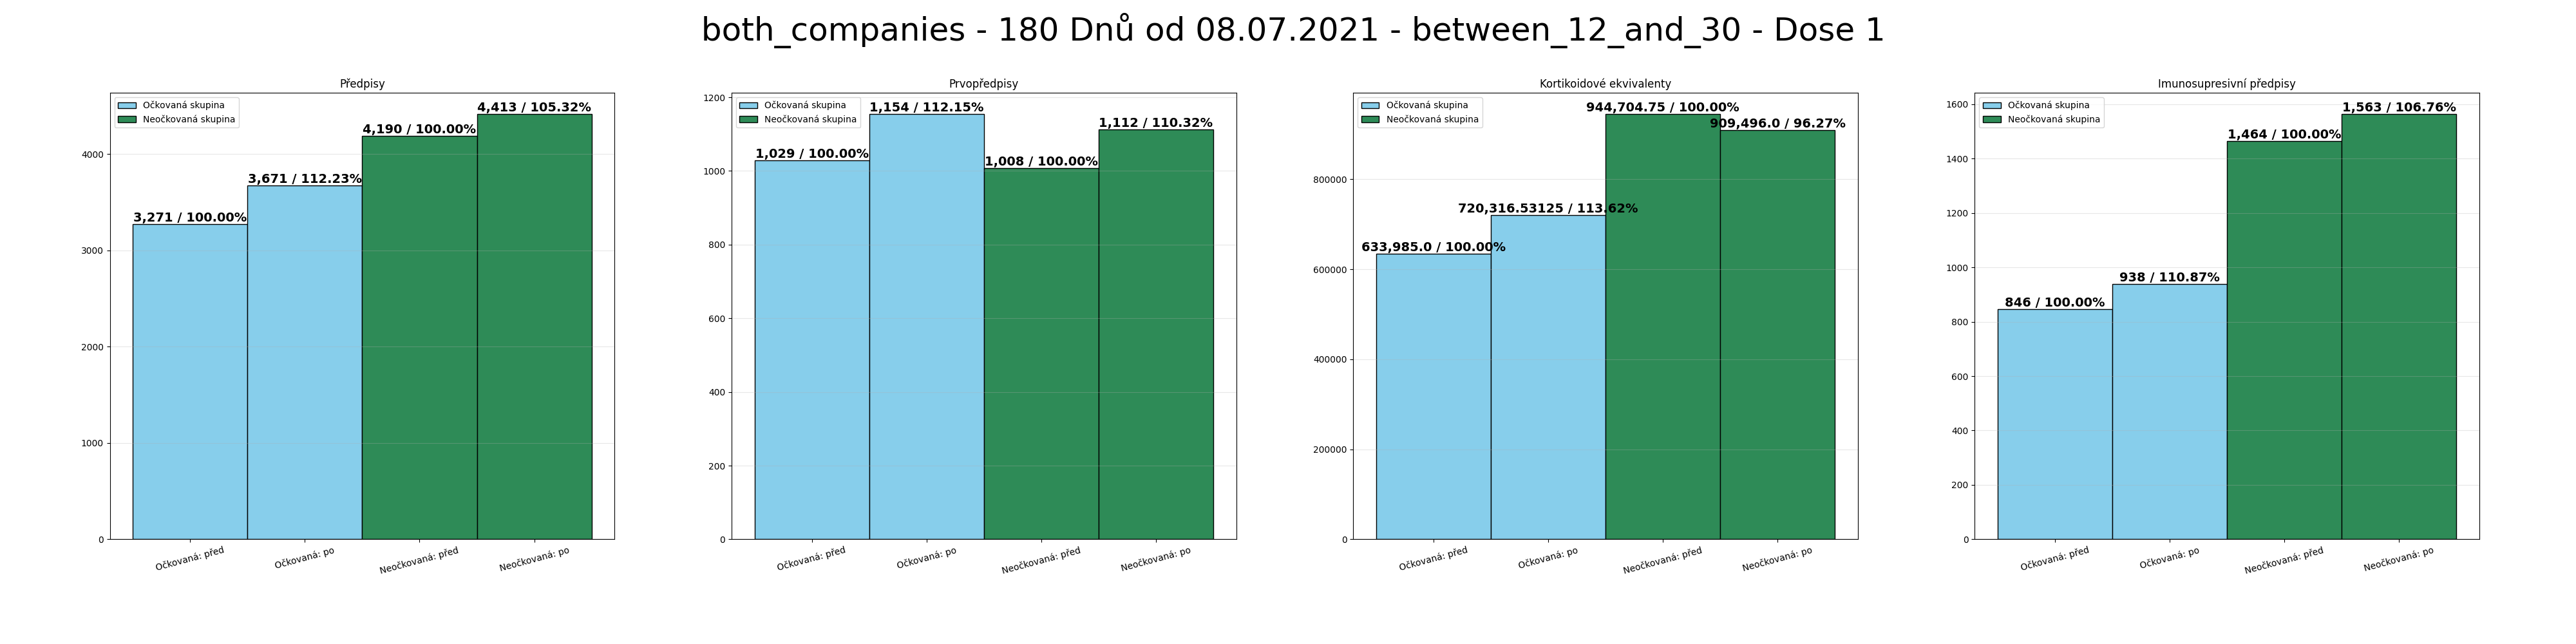 both_companies - 180 Dnů od 08.07.2021 - between_12_and_30 - Dose 1
Předpisy
Očkovaná skupina
Neočkovaná skupina
3,271 / 100.00%
3,671 / 112.23%
4,190 / 100.00%
4,413 / 105.32%
4000
3000
2000
1000
0
Očkovaná: před
Očkovaná: po
Neočkovaná: před
Neočkovaná: po
Prvopředpisy
Očkovaná skupina
Neočkovaná skupina
1,029 / 100.00%
1,154 / 112.15%
1,008 / 100.00%
1,112 / 110.32%
1200
1000
800
600
400
200
0
Očkovaná: před
Očkovaná: po
Neočkovaná: před
Neočkovaná: po
Kortikoidové ekvivalenty
Očkovaná skupina
Neočkovaná skupina
633,985.0 / 100.00%
720,316.53125 / 113.62%
944,704.75 / 100.00%
909,496.0 / 96.27%
800000
600000
400000
200000
0
Očkovaná: před
Očkovaná: po
Neočkovaná: před
Neočkovaná: po
Imunosupresivní předpisy
Očkovaná skupina
Neočkovaná skupina
846 / 100.00%
938 / 110.87%
1,464 / 100.00%
1,563 / 106.76%
1600
1400
1200
1000
800
600
400
200
0
Očkovaná: před
Očkovaná: po
Neočkovaná: před
Neočkovaná: po